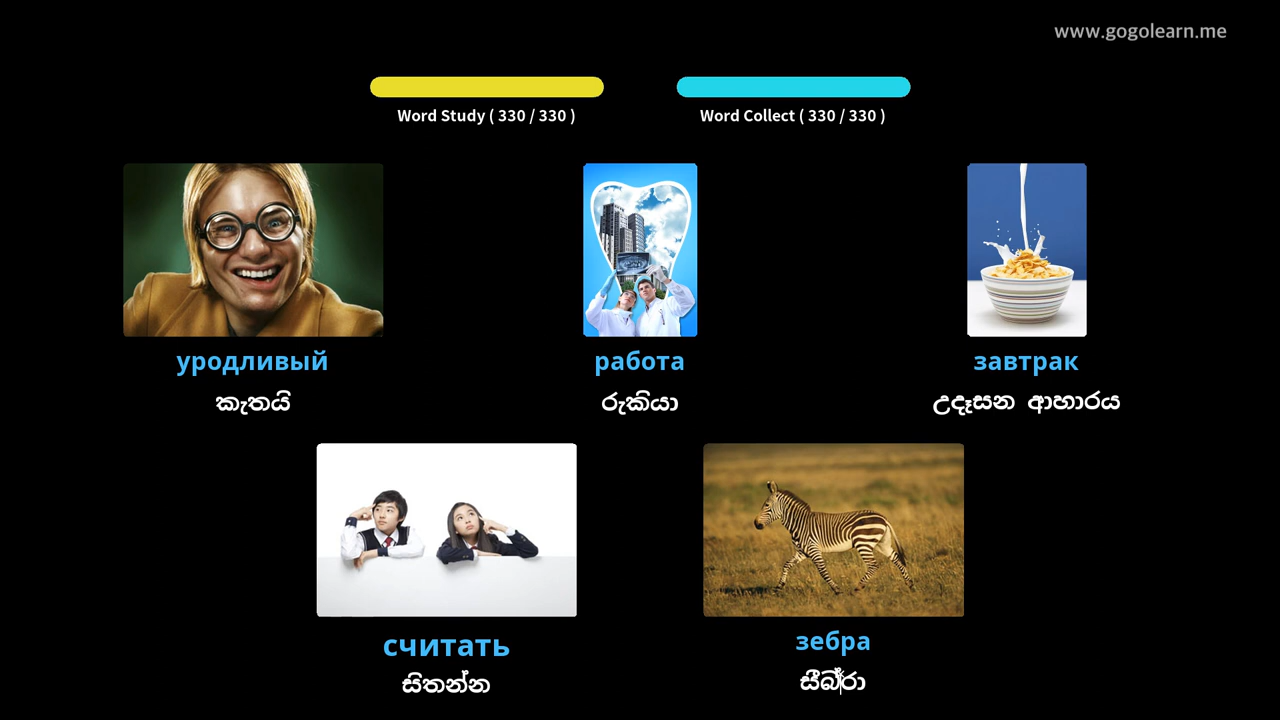 www.gogolearn.me
Word Study ( 330 / 330 )
Word Collect ( 330 / 330 )
уродливый
කැතයි
работа
රුකියා
завтрак
උදෑසන ආහාරය
считать
සිතන්න
зебра